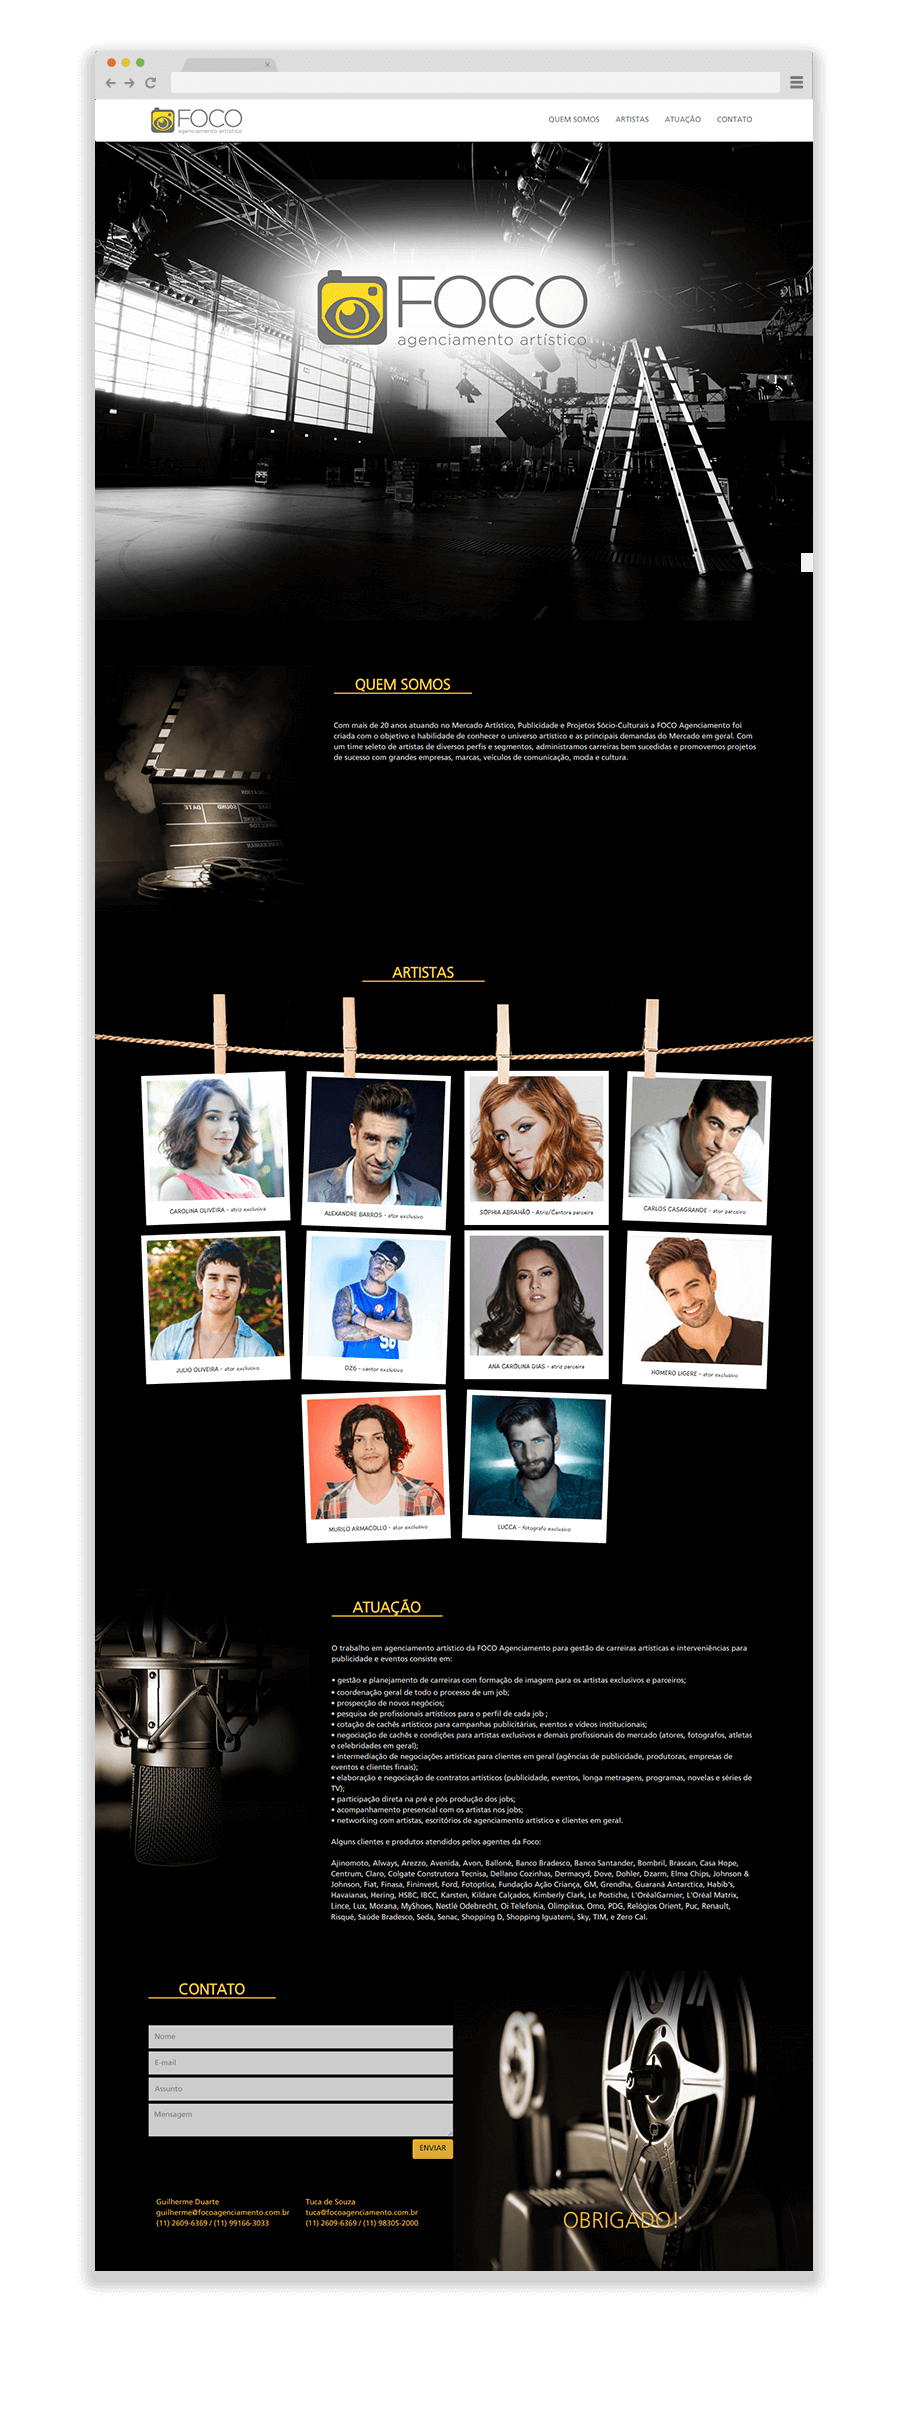 FOCO
agenciamento artístico
QUEM SOMOS ARTISTAS ATUAÇÃO CONTATO
FOCO
agenciamento artístico
QUEM SOMOS
Com mais de 20 anos atuando no Mercado Artístico, Publicidade e Projetos Sócio-Culturais a FOCO Agenciamento foi
criada com o objetivo e habilidade de conhecer o universo artístico e as principais demandas do Mercado em geral. Com
um time seleto de artistas de diversos perfis e segmentos, administramos carreiras bem sucedidas e promovemos projetos
de sucesso com grandes empresas, marcas, veículos de comunicação, moda e cultura.
DATE SOUND
ARTISTAS
CAROLINA OLIVEIRA - atriz exclusiva
ALEXANDRE BARROS - ator exclusivo
SOPHIA ABRAHÃO - Atriz/Cantora parceira
CARLOS CASAGRANDE - ator parceiro
JULIO OLIVEIRA - ator exclusivo
DZ6 - cantor exclusivo
ANA CAROLINA DIAS - atriz parceira
HOMERO LIGERE - ator exclusivo
MURILO ARMACOLLO - ator exclusivo
LUCCA - fotografo exclusivo
ATUAÇÃO
O trabalho em agenciamento artístico da FOCO Agenciamento para gestão de carreiras artísticas e interveniências para
publicidade e eventos consiste em:
• gestão e planejamento de carreiras com formação de imagem para os artistas exclusivos e parceiros;
• coordenação geral de todo o processo de um job;
• prospecção de novos negócios;
• pesquisa de profissionais artísticos para o perfil de cada job ;
• cotação de cachês artísticos para campanhas publicitárias, eventos e vídeos institucionais;
• negociação de cachês e condições para artistas exclusivos e demais profissionais do mercado (atores, fotografos, atletas
e celebridades em geral);
• intermediação de negociações artísticas para clientes em geral (agências de publicidade, produtoras, empresas de
eventos e clientes finais);
• elaboração e negociação de contratos artísticos (publicidade, eventos, longa metragens, programas, novelas e séries de
TV);
• participação direta na pré e pós produção dos jobs;
• acompanhamento presencial com os artistas nos jobs;
• networking com artistas, escritórios de agenciamento artístico e clientes em geral.
Alguns clientes e produtos atendidos pelos agentes da Foco:
Ajinomoto, Always, Arezzo, Avenida, Avon, Balloné, Banco Bradesco, Banco Santander, Bombril, Brascan, Casa Hope,
Centrum, Claro, Colgate Construtora Tecnisa, Dellano Cozinhas, Dermacyd, Dove, Dohler, Dzarm, Elma Chips, Johnson &
Johnson, Fiat, Finasa, Fininvest, Ford, Fotoptica, Fundação Ação Criança, GM, Grendha, Guaraná Antarctica, Habib's,
Havaianas, Hering, HSBC, IBCC, Karsten, Kildare Calçados, Kimberly Clark, Le Postiche, L'OréalGarnier, L'Oréal Matrix,
Lince, Lux, Morana, MyShoes, Nestlé Odebrecht, Oi Telefonia, Olimpikus, Omo, PDG, Relógios Orient, Puc, Renault,
Risqué, Saúde Bradesco, Seda, Senac, Shopping D, Shopping Iguatemi, Sky, TIM, e Zero Cal.
CONTATO
Nome
E-mail
Assunto
Mensagem
ENVIAR
Guilherme Duarte
guilherme@focoagenciamento.com.br
(11) 2609-6369 / (11) 99166-3033
Tuca de Souza
tuca@focoagenciamento.com.br
(11) 2609-6369 / (11) 98305-2000
OBRIGADO!